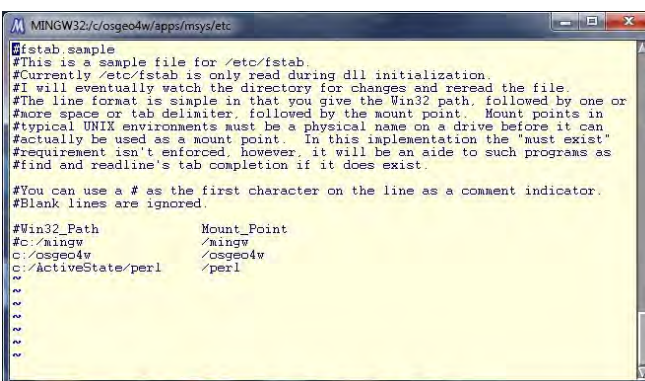 MINGW32:/c/osgeo4w/apps/msys/etc
#fstab.sample
#This is a sample file for /etc/fstab.
#Currently /etc/fstab is only read during dll initialization.
#I will eventually watch the directory for changes and reread the file.
#The line format is simple in that you give the Win32 path, followed by one or
#more space or tab delimiter, followed by the mount point.  Mount points in
#typical UNIX environments must be a physical name on a drive before it can
#actually be used as a mount point.  In this implementation the "must exist"
#requirement isn't enforced, however, it will be an aide to such programs as
#find and readline's tab completion if it does exist.
#You can use a # as the first character on the line as a comment indicator.
#Blank lines are ignored.
#Win32_Path Mount_Point
#c:/mingw /mingw
c:/osgeo4w /osgeo4w
c:/ActiveState/perl /perl
~
~
~
~
~
~
~